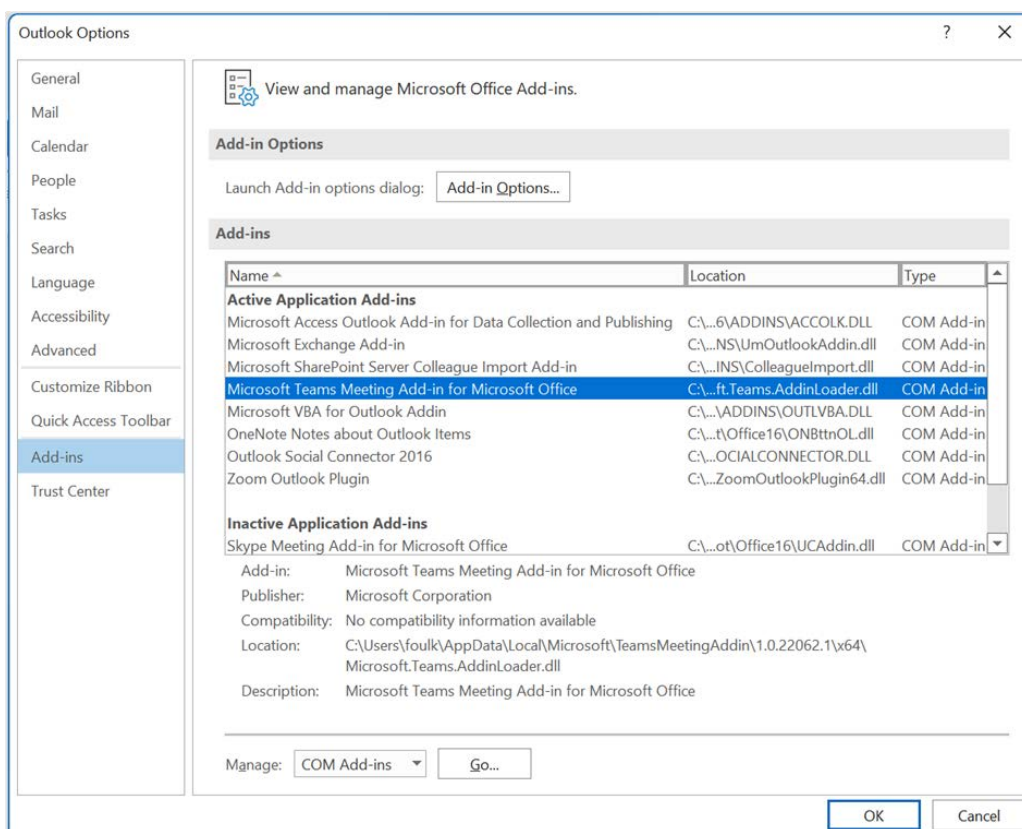 Outlook Options
?
General
Mail
Calendar
People
Tasks
Search
Language
Accessibility
Advanced
Customize Ribbon
Quick Access Toolbar
Add-ins
Trust Center
View and manage Microsoft Office Add-ins.
Add-in Options
Launch Add-in options dialog: Add-in Options...
Add-ins
Name Location Type
Active Application Add-ins
Microsoft Access Outlook Add-in for Data Collection and Publishing C:\...6\ADDINS\ACCOLK.DLL COM Add-in
Microsoft Exchange Add-in C:\...NS\UmOutlookAddin.dll COM Add-in
Microsoft SharePoint Server Colleague Import Add-in C:\...INS\ColleagueImport.dll COM Add-in
Microsoft Teams Meeting Add-in for Microsoft Office C:\...ft.Teams.AddinLoader.dll COM Add-in
Microsoft VBA for Outlook Addin C:\...\ADDINS\OUTLVBA.DLL COM Add-in
OneNote Notes about Outlook Items C:\...t\Office16\ONBttnOL.dll COM Add-in
Outlook Social Connector 2016 C:\...OCIALCONNECTOR.DLL COM Add-in
Zoom Outlook Plugin C:\...ZoomOutlookPlugin64.dll COM Add-in
Inactive Application Add-ins
Skype Meeting Add-in for Microsoft Office C:\...ot\Office16\UCAddin.dll COM Add-in
Add-in: Microsoft Teams Meeting Add-in for Microsoft Office
Publisher: Microsoft Corporation
Compatibility: No compatibility information available
Location: C:\Users\foulk\AppData\Local\Microsoft\TeamsMeetingAddin\1.0.22062.1\x64\
Microsoft.Teams.AddinLoader.dll
Description: Microsoft Teams Meeting Add-in for Microsoft Office
Manage: COM Add-ins Go...
OK Cancel